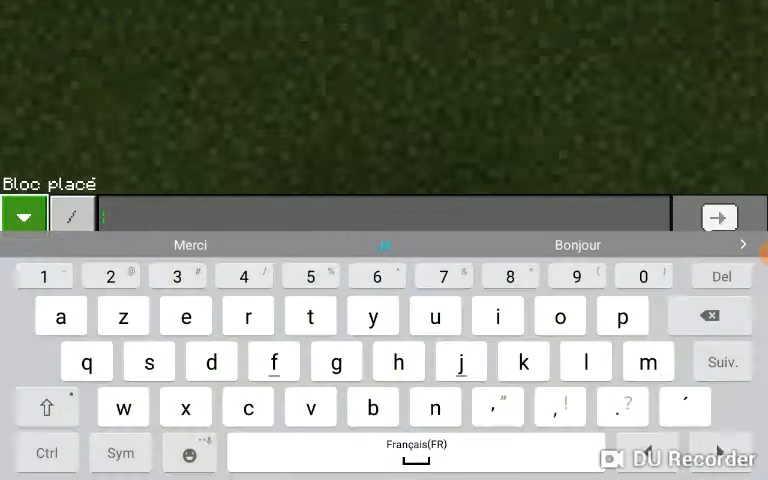 Bloc placé
/
Merci Bonjour >
1 2 @ 3 # 4 / 5 % 6 ^ 7 & 8 * 9 ( 0 ) Del
a z e r t y u i o p
q s d f g h j k l m Suiv.
w x c v b n ' " , ! . ? ´
Ctrl Sym Français(FR)
DU Recorder